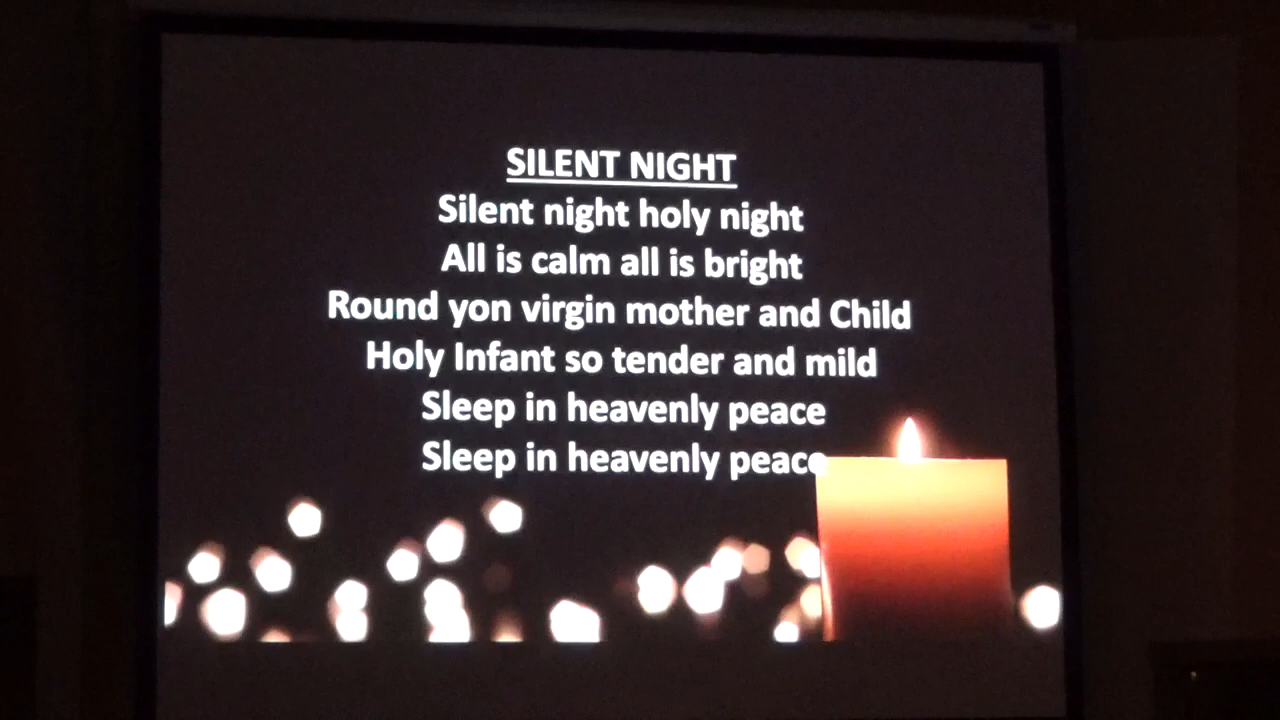 SILENT NIGHT
Silent night holy night
All is calm all is bright
Round yon virgin mother and Child
Holy Infant so tender and mild
Sleep in heavenly peace
Sleep in heavenly peace